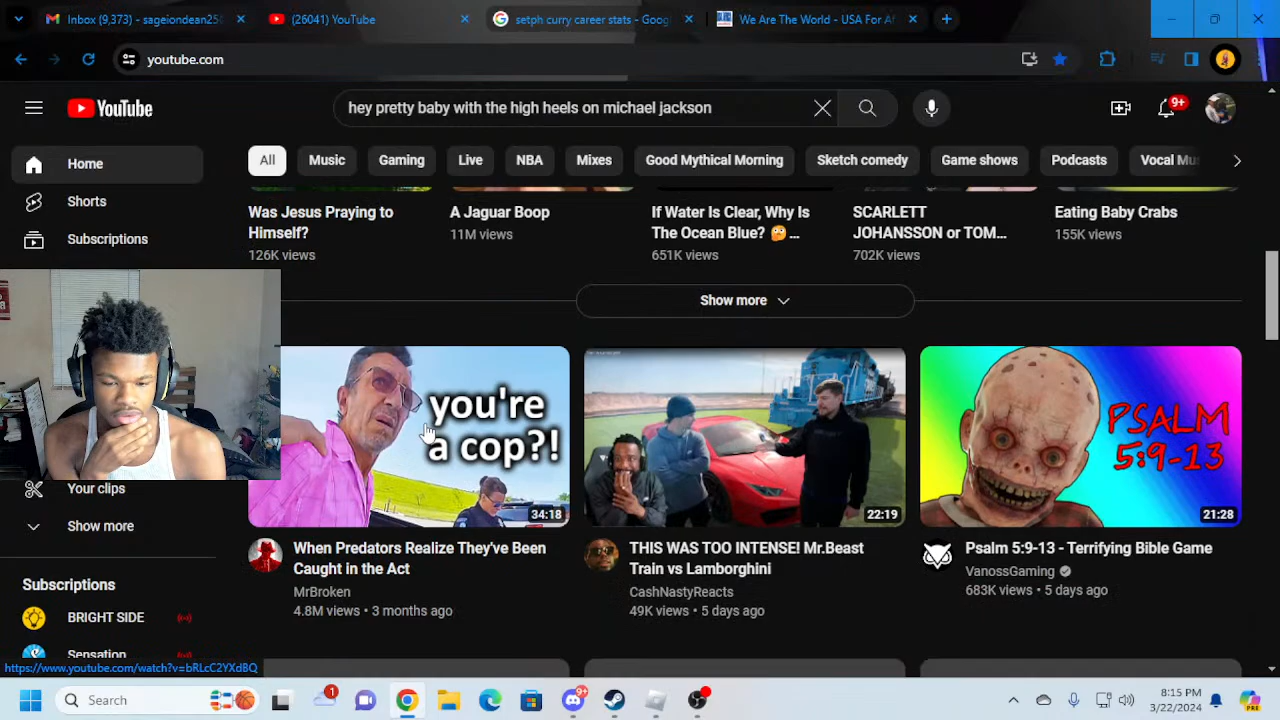 Inbox (9,373) - sageiondean25
(26041) YouTube
setph curry career stats - Goog
We Are The World - USA For Af
youtube.com
YouTube
hey pretty baby with the high heels on michael jackson
9+
Home
Shorts
Subscriptions
All
Music
Gaming
Live
NBA
Mixes
Good Mythical Morning
Sketch comedy
Game shows
Podcasts
Vocal Mu
Was Jesus Praying to
Himself?
126K views
A Jaguar Boop
11M views
If Water Is Clear, Why Is
The Ocean Blue? 🤔...
651K views
SCARLETT
JOHANSSON or TOM...
702K views
Eating Baby Crabs
155K views
Show more
you're
a cop?!
34:18
22:19
PSALM
5:9-13
21:28
Your clips
Show more
When Predators Realize They've Been
Caught in the Act
MrBroken
4.8M views • 3 months ago
THIS WAS TOO INTENSE! Mr.Beast
Train vs Lamborghini
CashNastyReacts
49K views • 5 days ago
Psalm 5:9-13 - Terrifying Bible Game
VanossGaming
683K views • 5 days ago
Subscriptions
BRIGHT SIDE
Sensation
https://www.youtube.com/watch?v=bRLcC2YXdBQ
Search
1
9+
8:15 PM
3/22/2024
PRE